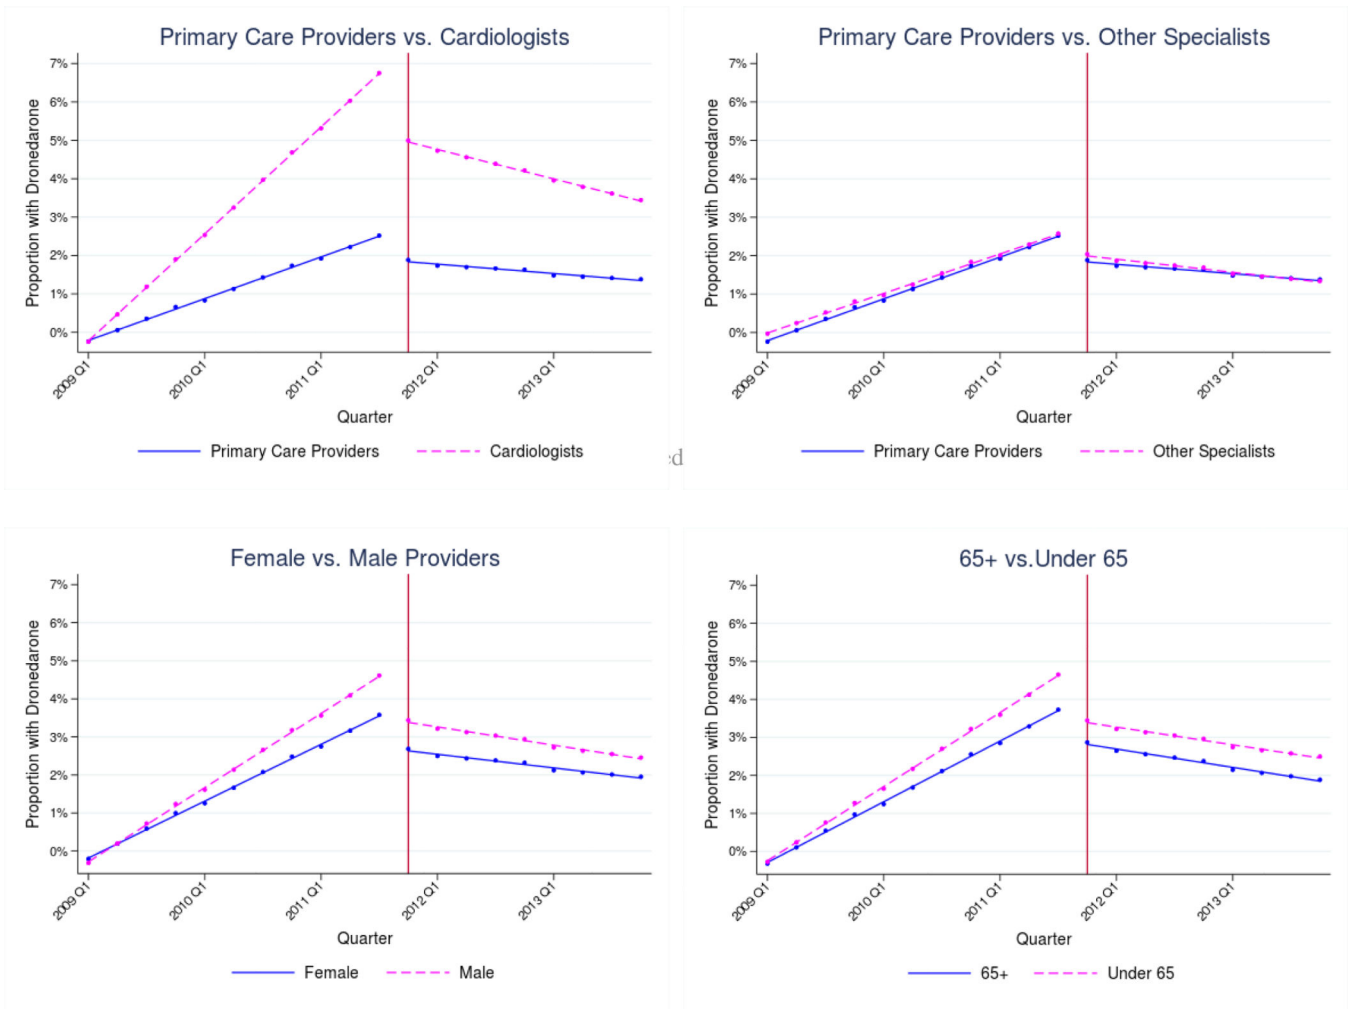 Primary Care Providers vs. Cardiologists
Proportion with Dronedarone
7%
6%
5%
4%
3%
2%
1%
0%
2009 Q1
2010 Q1
2011 Q1
2012 Q1
2013 Q1
Quarter
Primary Care Providers
Cardiologists
Primary Care Providers vs. Other Specialists
Proportion with Dronedarone
7%
6%
5%
4%
3%
2%
1%
0%
2009 Q1
2010 Q1
2011 Q1
2012 Q1
2013 Q1
Quarter
Primary Care Providers
Other Specialists
ed
Female vs. Male Providers
Proportion with Dronedarone
7%
6%
5%
4%
3%
2%
1%
0%
2009 Q1
2010 Q1
2011 Q1
2012 Q1
2013 Q1
Quarter
Female
Male
65+ vs.Under 65
Proportion with Dronedarone
7%
6%
5%
4%
3%
2%
1%
0%
2009 Q1
2010 Q1
2011 Q1
2012 Q1
2013 Q1
Quarter
65+
Under 65